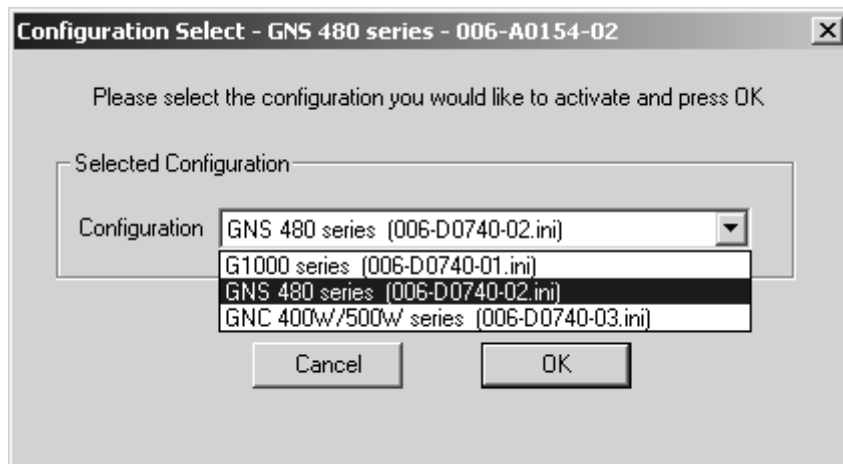 Configuration Select - GNS 480 series - 006-A0154-02
Please select the configuration you would like to activate and press OK
Selected Configuration
Configuration
GNS 480 series (006-D0740-02.ini)
G1000 series (006-D0740-01.ini)
GNS 480 series (006-D0740-02.ini)
GNC 400W/500W series (006-D0740-03.ini)
Cancel
OK